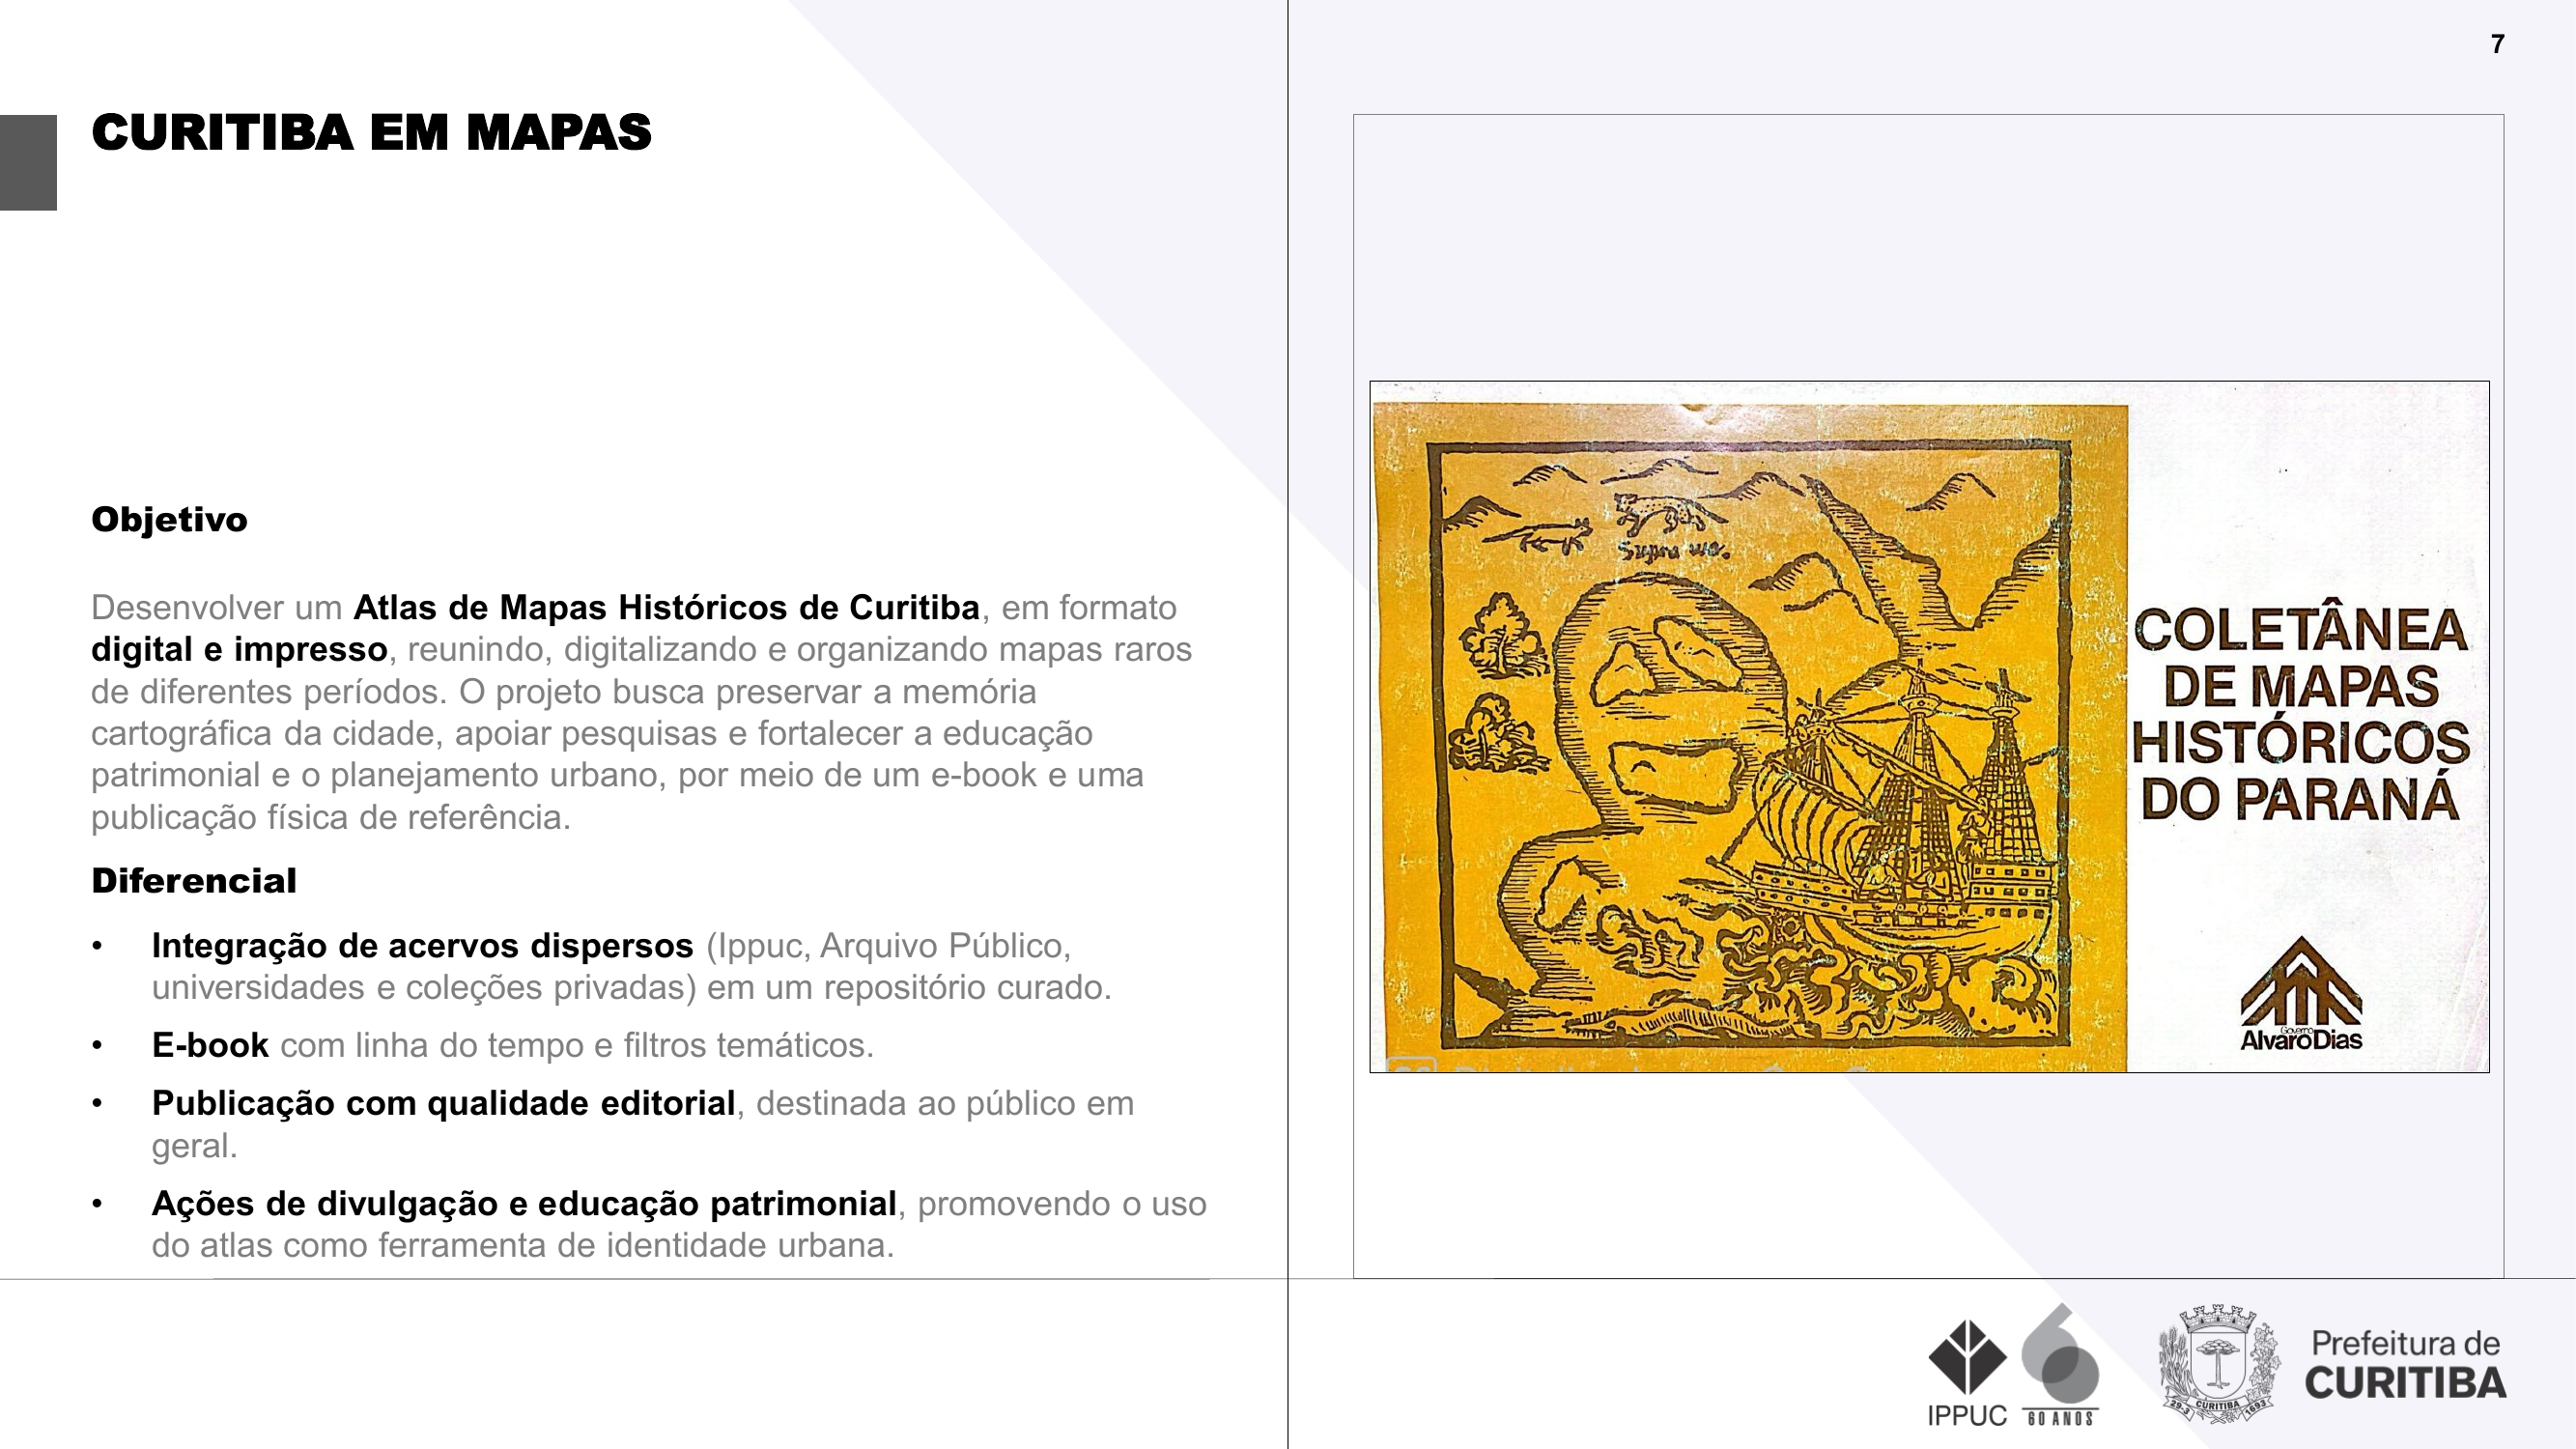 7
CURITIBA EM MAPAS
Objetivo
Desenvolver um Atlas de Mapas Históricos de Curitiba, em formato
digital e impresso, reunindo, digitalizando e organizando mapas raros
de diferentes períodos. O projeto busca preservar a memória
cartográfica da cidade, apoiar pesquisas e fortalecer a educação
patrimonial e o planejamento urbano, por meio de um e-book e uma
publicação física de referência.
Diferencial
• Integração de acervos dispersos (Ippuc, Arquivo Público,
universidades e coleções privadas) em um repositório curado.
• E-book com linha do tempo e filtros temáticos.
• Publicação com qualidade editorial, destinada ao público em
geral.
• Ações de divulgação e educação patrimonial, promovendo o uso
do atlas como ferramenta de identidade urbana.
COLETÂNEA
DE MAPAS
HISTÓRICOS
DO PARANÁ
Governo
AlvaroDias
IPPUC
60 ANOS
29-3 CURITIBA 1693
Prefeitura de
CURITIBA